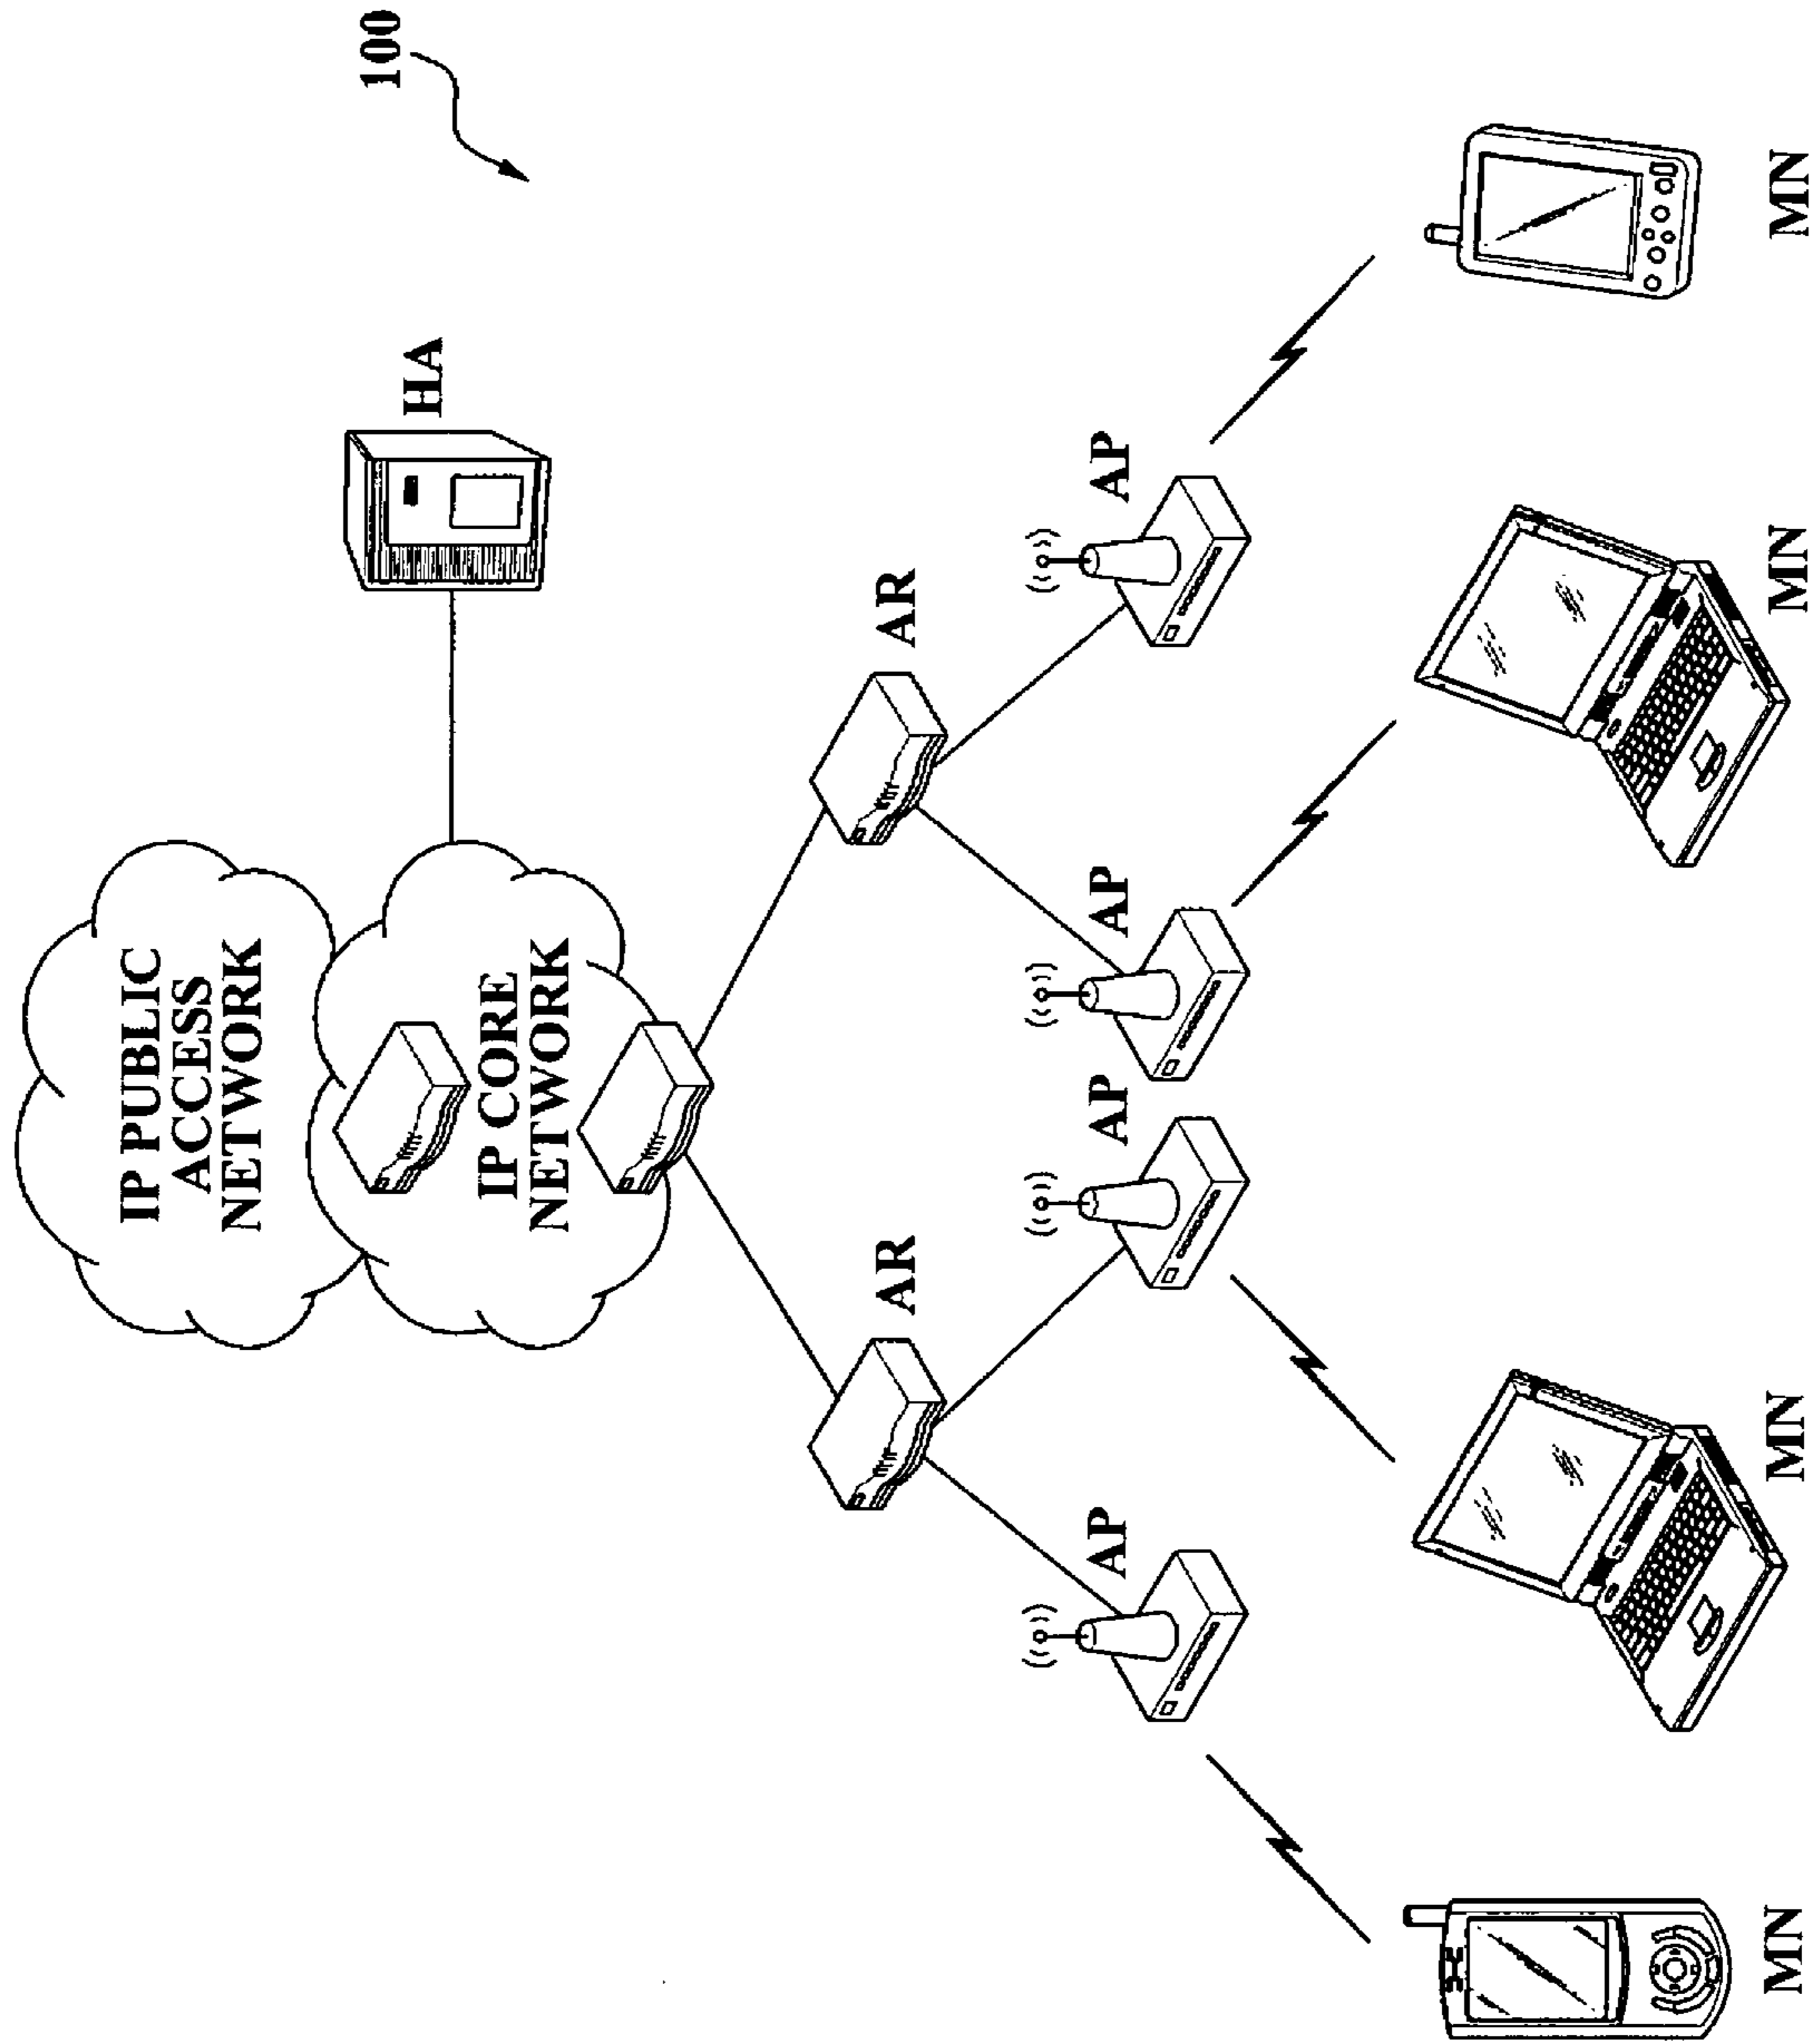 100
IP PUBLIC
ACCESS
NETWORK
HA
IP CORE
NETWORK
AR
AR
AP
AP
AP
AP
MN
MN
MN
MN